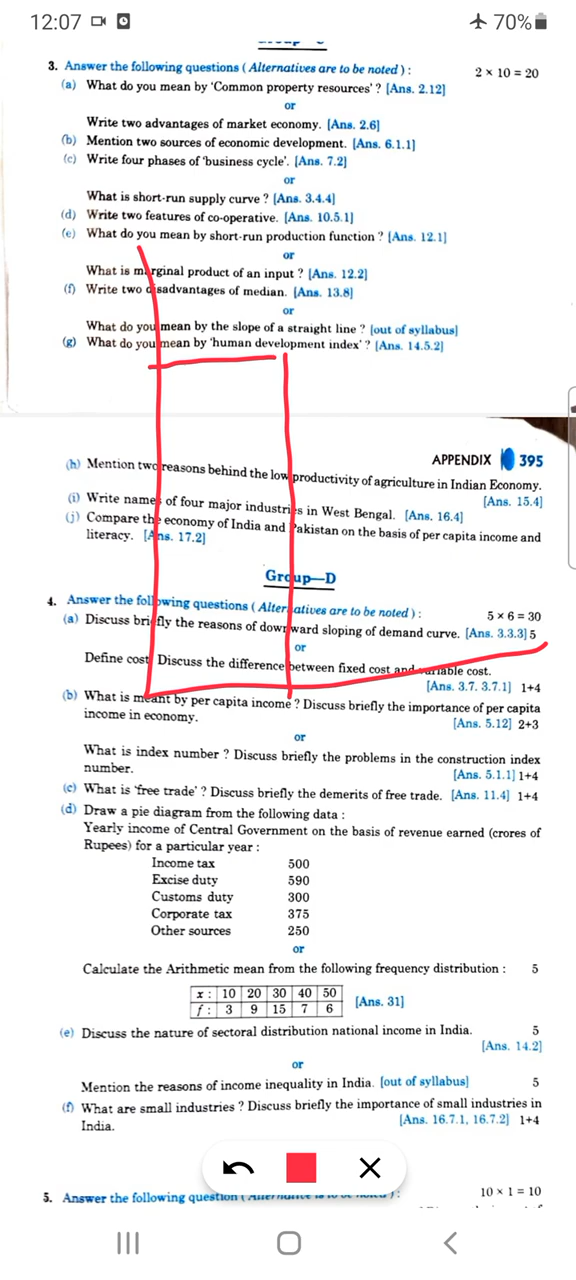 12:07
70%
3. Answer the following questions ( Alternatives are to be noted ) : 2 × 10 = 20
(a) What do you mean by 'Common property resources' ? [Ans. 2.12]
or
Write two advantages of market economy. [Ans. 2.6]
(b) Mention two sources of economic development. [Ans. 6.1.1]
(c) Write four phases of 'business cycle'. [Ans. 7.2]
or
What is short-run supply curve ? [Ans. 3.4.4]
(d) Write two features of co-operative. [Ans. 10.5.1]
(e) What do you mean by short-run production function ? [Ans. 12.1]
or
What is marginal product of an input ? [Ans. 12.2]
(f) Write two disadvantages of median. [Ans. 13.8]
or
What do you mean by the slope of a straight line ? [out of syllabus]
(g) What do you mean by 'human development index' ? [Ans. 14.5.2]
APPENDIX 395
(h) Mention two reasons behind the low productivity of agriculture in Indian Economy.
[Ans. 15.4]
(i) Write names of four major industries in West Bengal. [Ans. 16.4]
(j) Compare the economy of India and Pakistan on the basis of per capita income and
literacy. [Ans. 17.2]
Group—D
4. Answer the following questions ( Alternatives are to be noted ) : 5 × 6 = 30
(a) Discuss briefly the reasons of downward sloping of demand curve. [Ans. 3.3.3] 5
or
Define cost. Discuss the difference between fixed cost and variable cost.
[Ans. 3.7. 3.7.1] 1+4
(b) What is meant by per capita income ? Discuss briefly the importance of per capita
income in economy. [Ans. 5.12] 2+3
or
What is index number ? Discuss briefly the problems in the construction index
number. [Ans. 5.1.1] 1+4
(c) What is 'free trade' ? Discuss briefly the demerits of free trade. [Ans. 11.4] 1+4
(d) Draw a pie diagram from the following data :
Yearly income of Central Government on the basis of revenue earned (crores of
Rupees) for a particular year :
Income tax 500
Excise duty 590
Customs duty 300
Corporate tax 375
Other sources 250
or
Calculate the Arithmetic mean from the following frequency distribution : 5
x : 10 20 30 40 50
f : 3 9 15 7 6 [Ans. 31]
(e) Discuss the nature of sectoral distribution national income in India. 5
[Ans. 14.2]
or
Mention the reasons of income inequality in India. [out of syllabus] 5
(f) What are small industries ? Discuss briefly the importance of small industries in
India. [Ans. 16.7.1, 16.7.2] 1+4
5. Answer the following question ( Alternative is to be noted ) : 10 × 1 = 10